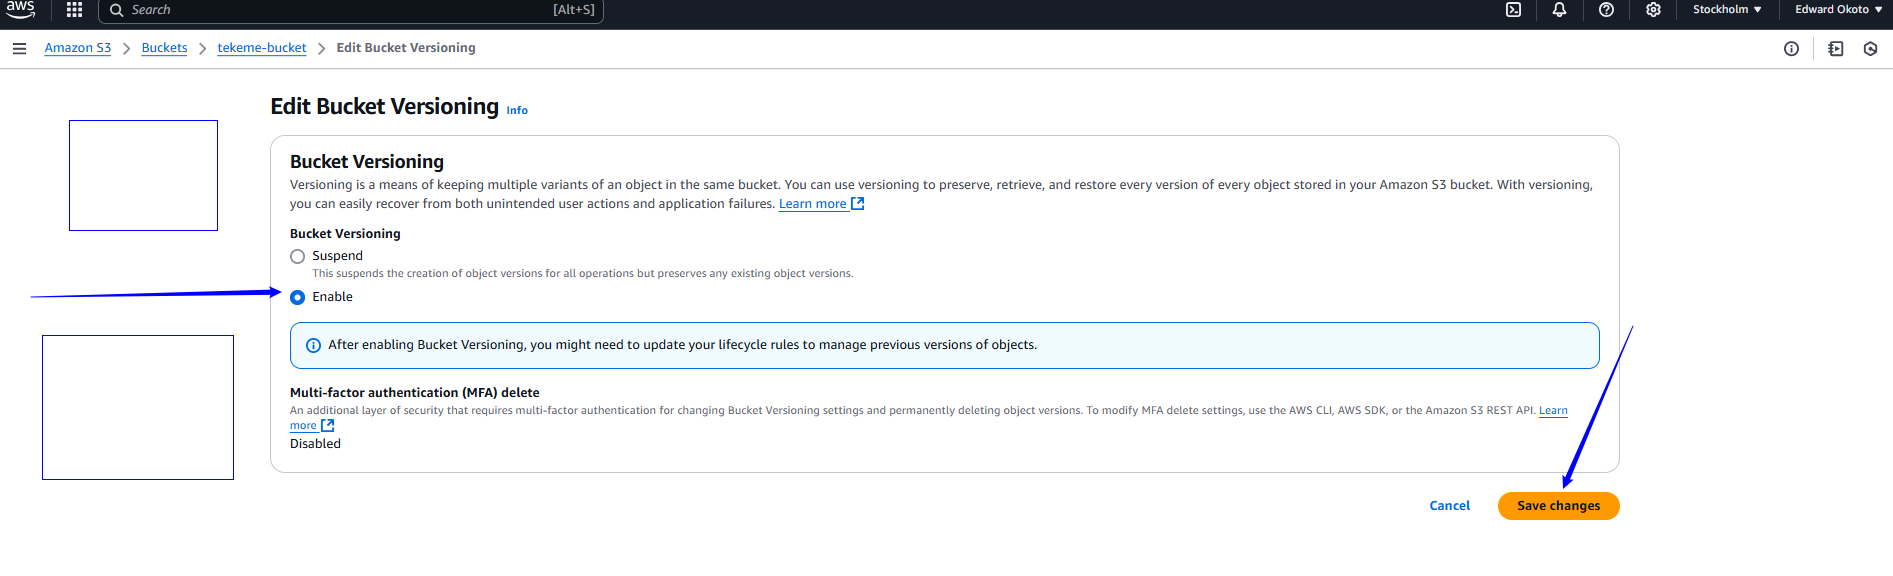 aws
Search [Alt+S] Stockholm Edward Okoto
Amazon S3 Buckets tekeme-bucket Edit Bucket Versioning
Edit Bucket Versioning Info
Bucket Versioning
Versioning is a means of keeping multiple variants of an object in the same bucket. You can use versioning to preserve, retrieve, and restore every version of every object stored in your Amazon S3 bucket. With versioning,
you can easily recover from both unintended user actions and application failures. Learn more
Bucket Versioning
Suspend
This suspends the creation of object versions for all operations but preserves any existing object versions.
Enable
After enabling Bucket Versioning, you might need to update your lifecycle rules to manage previous versions of objects.
Multi-factor authentication (MFA) delete
An additional layer of security that requires multi-factor authentication for changing Bucket Versioning settings and permanently deleting object versions. To modify MFA delete settings, use the AWS CLI, AWS SDK, or the Amazon S3 REST API. Learn
more
Disabled
Cancel Save changes